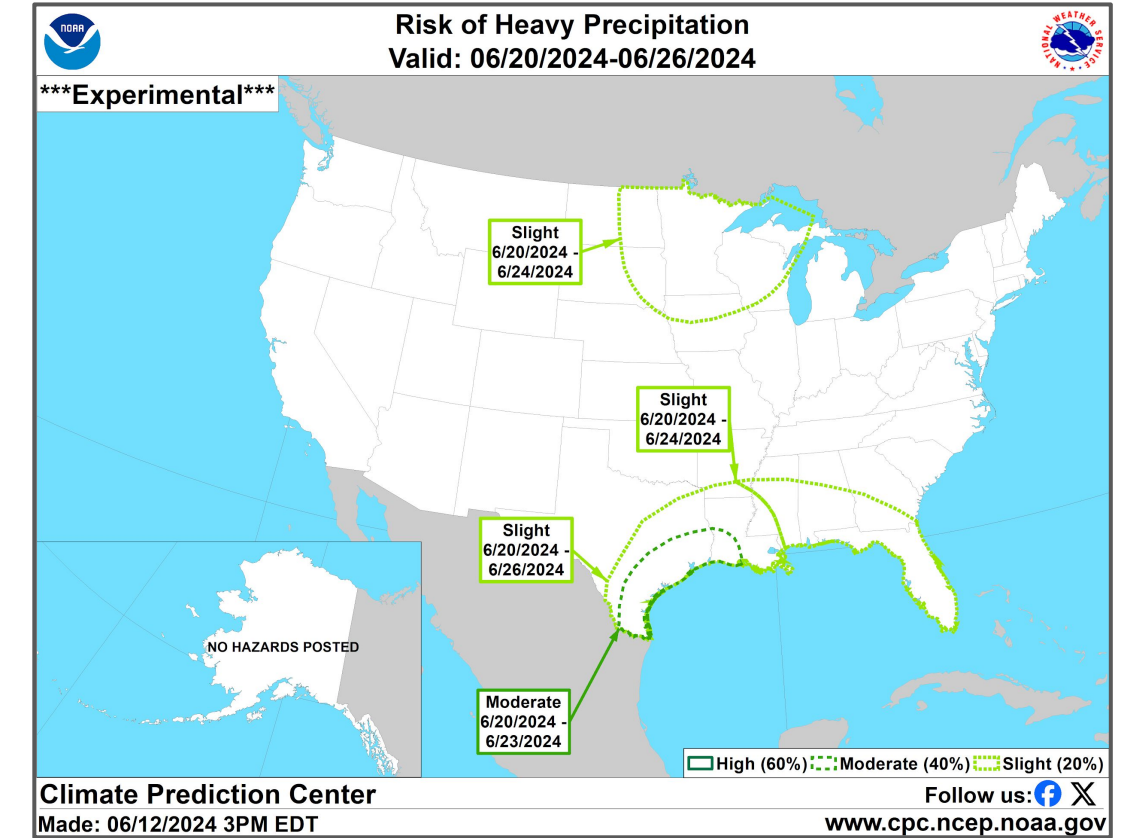 NOAA
Risk of Heavy Precipitation
Valid: 06/20/2024-06/26/2024
NATIONAL WEATHER SERVICE
***Experimental***
Slight
6/20/2024 -
6/24/2024
Slight
6/20/2024 -
6/24/2024
Slight
6/20/2024 -
6/26/2024
NO HAZARDS POSTED
Moderate
6/20/2024 -
6/23/2024
High (60%) Moderate (40%) Slight (20%)
Climate Prediction Center
Follow us:
Made: 06/12/2024 3PM EDT
www.cpc.ncep.noaa.gov